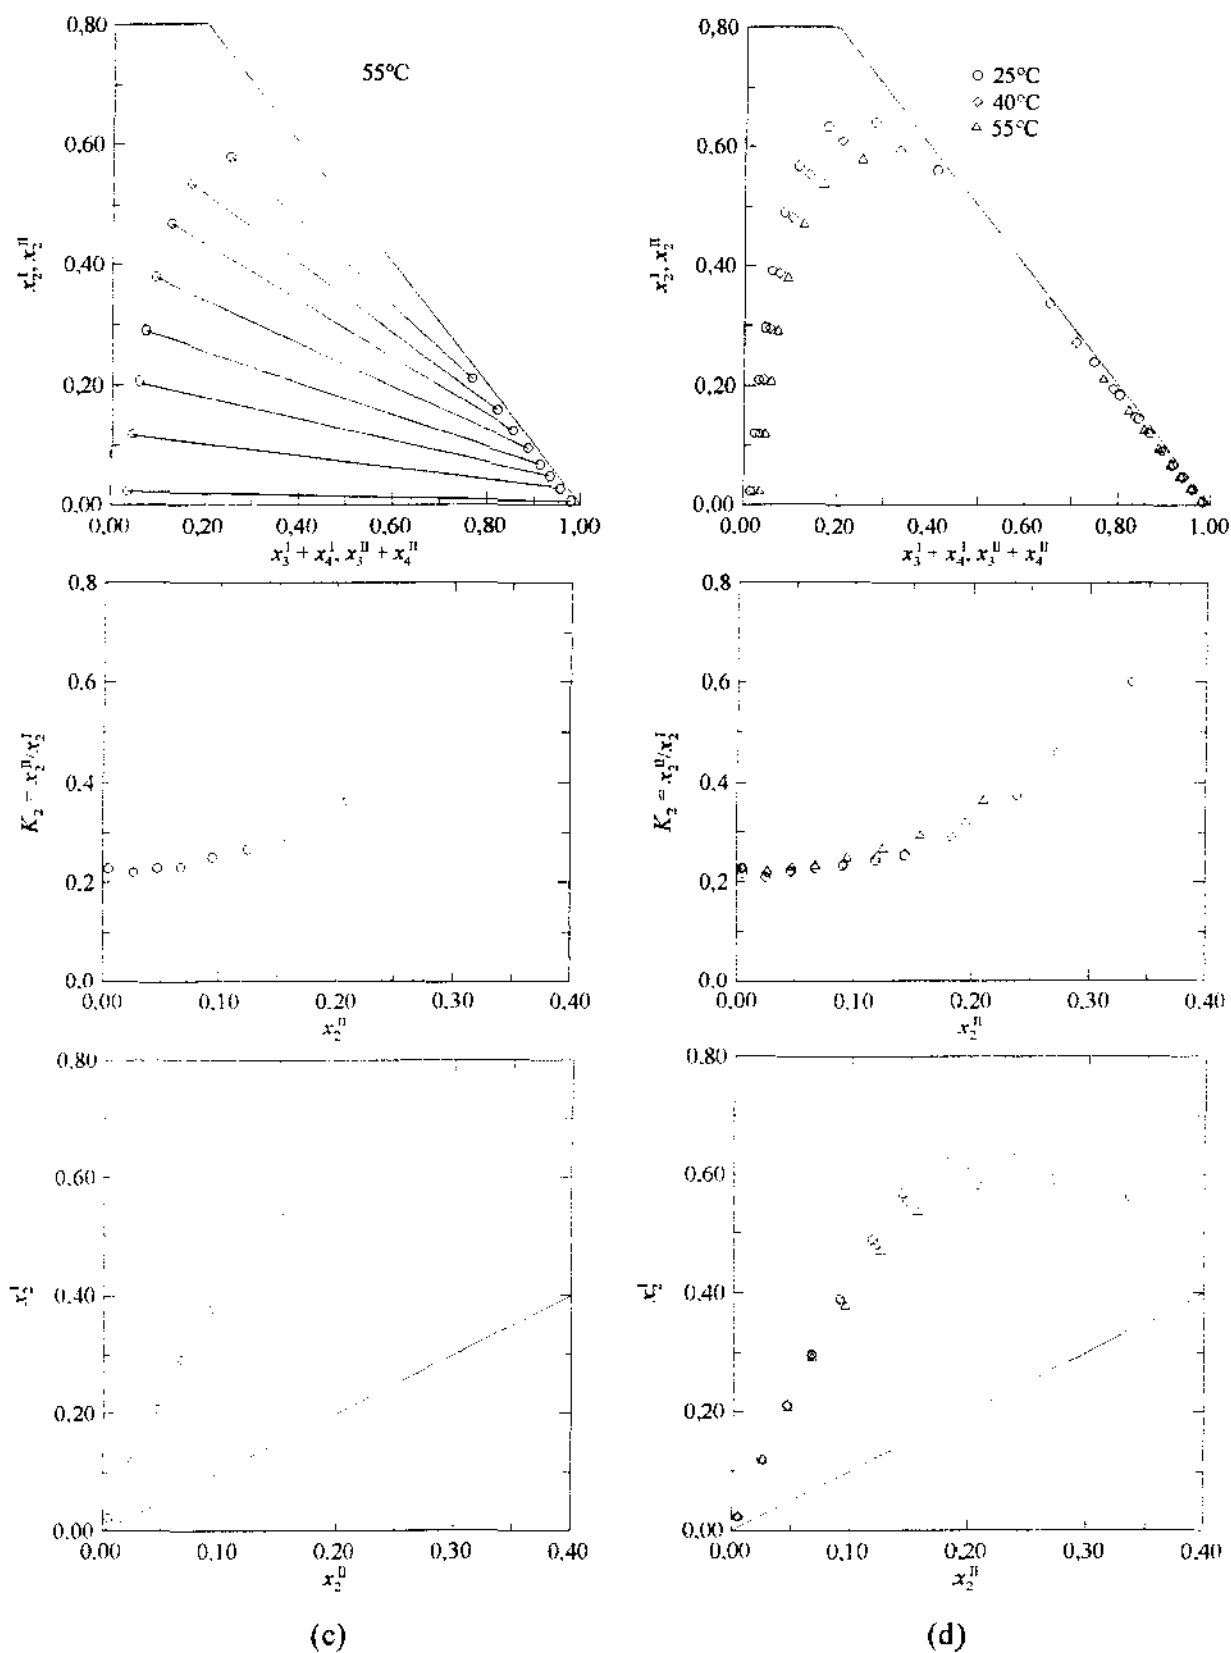 0,80
0,60
0,40
0,20
0,00
x₂ᴵ, x₂ᴵᴵ
55°C
0,00 0,20 0,40 0,60 0,80 1,00
x₃ᴵ + x₄ᴵ, x₃ᴵᴵ + x₄ᴵᴵ
0.8
0.6
0.4
0.2
0.0
K₂ = x₂ᴵᴵ/x₂ᴵ
0,00 0,10 0,20 0,30 0,40
x₂ᴵᴵ
0,80
0,60
0,40
0,20
0,00
x₂ᴵ
0,00 0,10 0,20 0,30 0,40
x₂ᴵᴵ
(c)
0,80
0,60
0,40
0,20
0,00
x₂ᴵ, x₂ᴵᴵ
25°C
40°C
55°C
0,00 0,20 0,40 0,60 0,80 1,00
x₃ᴵ + x₄ᴵ, x₃ᴵᴵ + x₄ᴵᴵ
0.8
0.6
0.4
0.2
0.0
K₂ = x₂ᴵᴵ/x₂ᴵ
0,00 0,10 0,20 0,30 0,40
x₂ᴵᴵ
0,80
0,60
0,40
0,20
0,00
x₂ᴵ
0,00 0,10 0,20 0,30 0,40
x₂ᴵᴵ
(d)